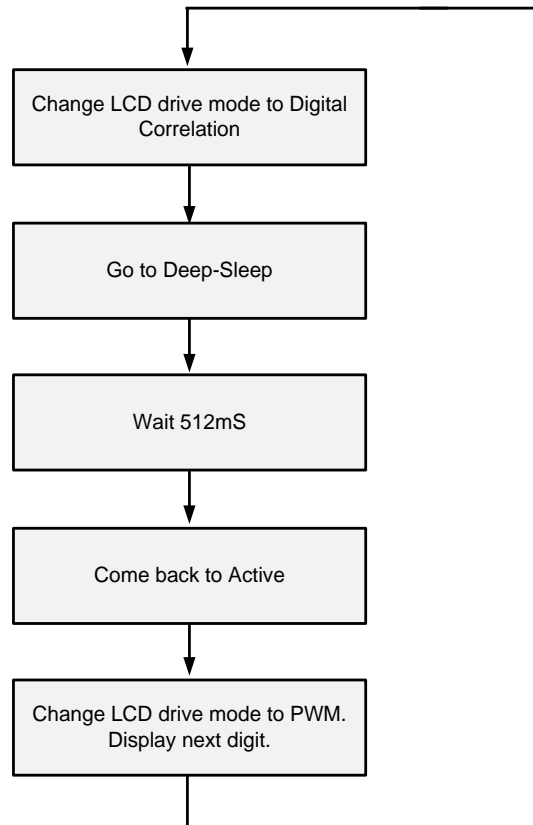 Change LCD drive mode to Digital
Correlation
Go to Deep-Sleep
Wait 512mS
Come back to Active
Change LCD drive mode to PWM.
Display next digit.